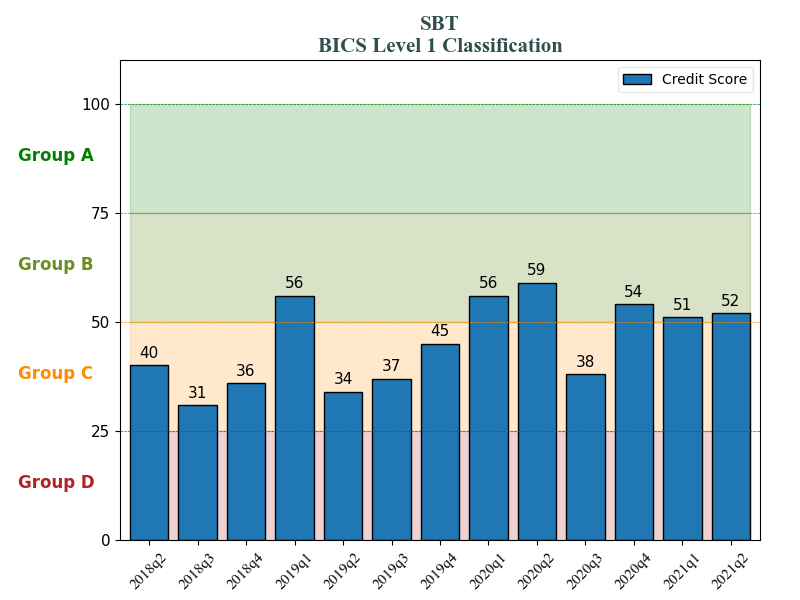 SBT
BICS Level 1 Classification
Credit Score
100
75
50
25
0
Group A
Group B
Group C
Group D
40
31
36
56
34
37
45
56
59
38
54
51
52
2018q2
2018q3
2018q4
2019q1
2019q2
2019q3
2019q4
2020q1
2020q2
2020q3
2020q4
2021q1
2021q2